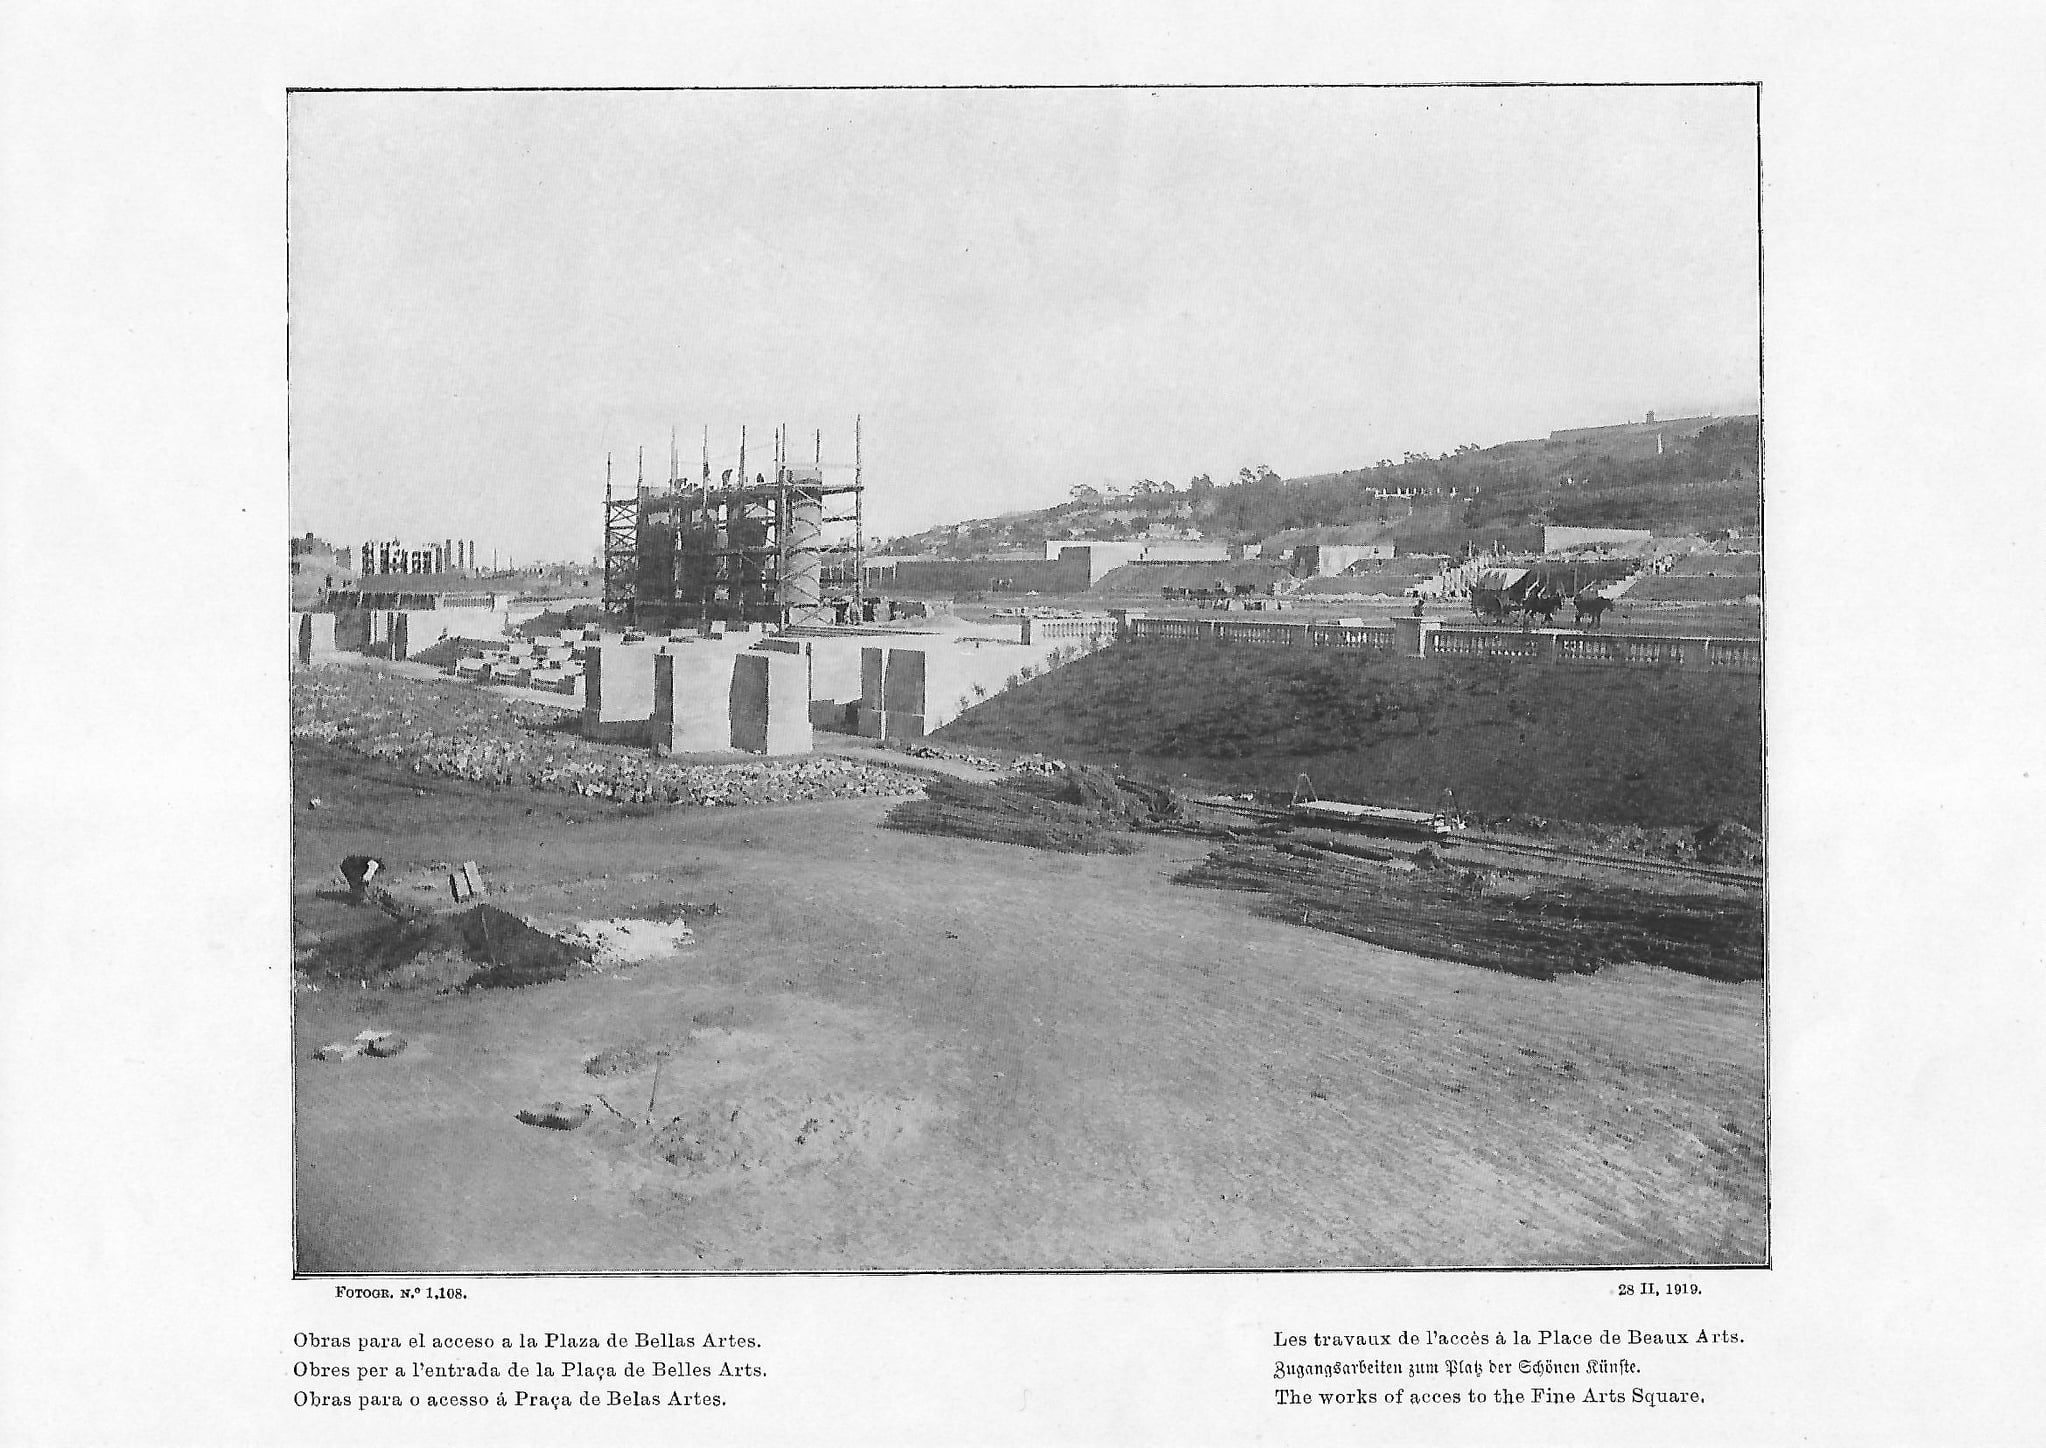 FOTOGR. N.º 1,108.
28 II, 1919.
Obras para el acceso a la Plaza de Bellas Artes.
Obres per a l'entrada de la Plaça de Belles Arts.
Obras para o acesso á Praça de Belas Artes.
Les travaux de l'accès à la Place de Beaux Arts.
Zugangsarbeiten zum Platz der Schönen Künste.
The works of acces to the Fine Arts Square.